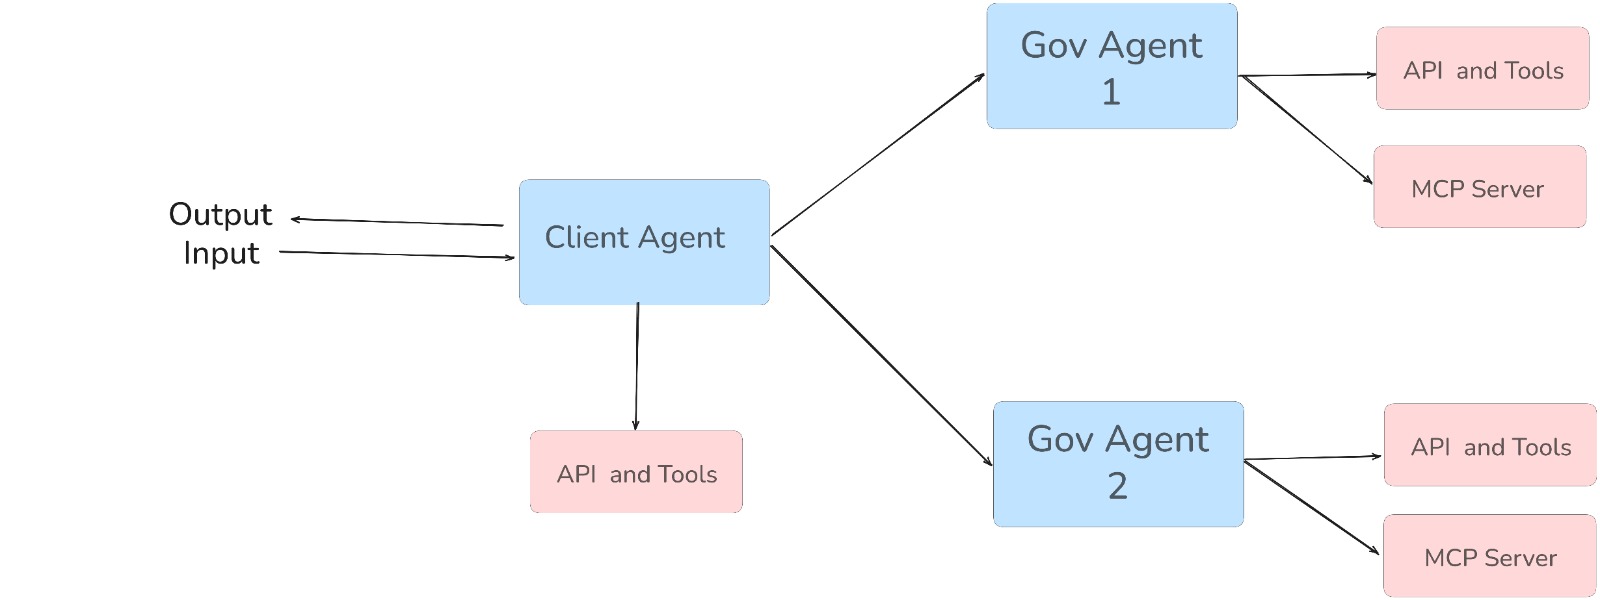 Gov Agent
1
API and Tools
MCP Server
Output
Input
Client Agent
API and Tools
Gov Agent
2
API and Tools
MCP Server